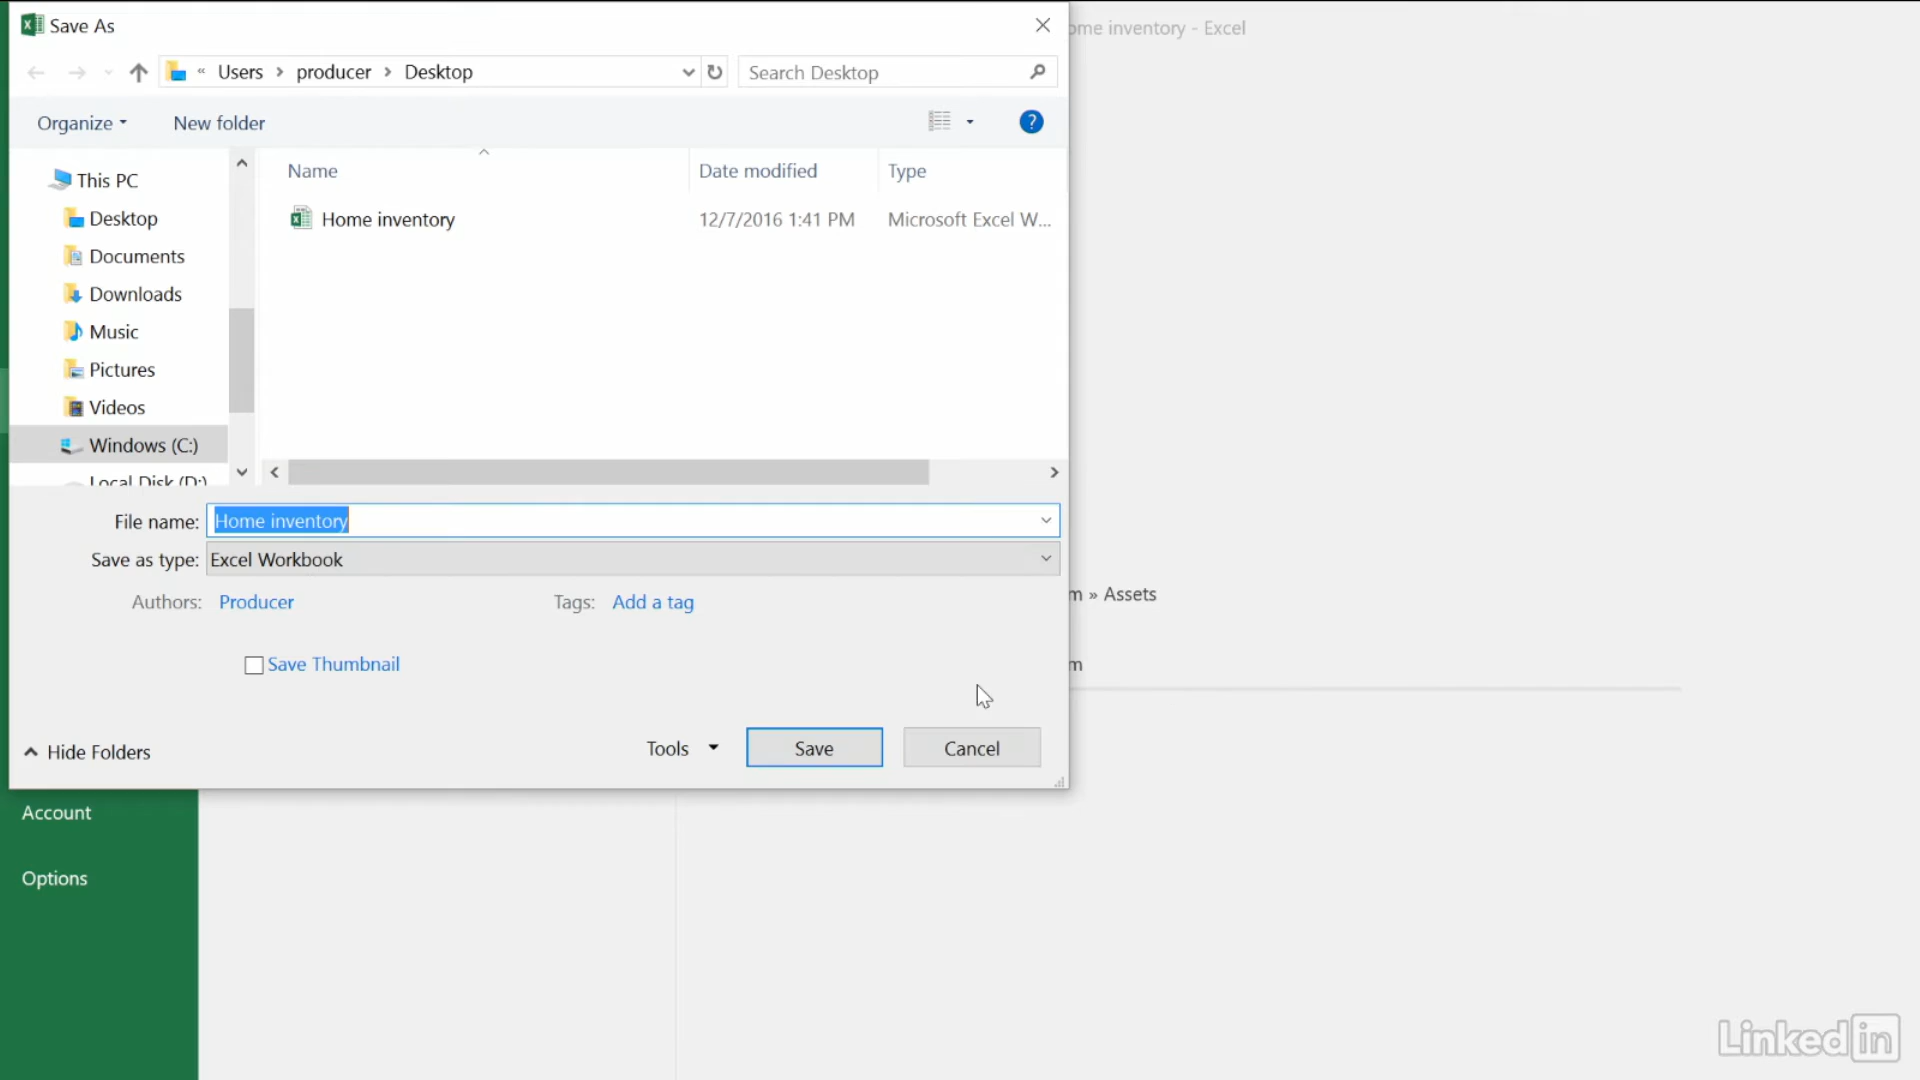 Save As
ome inventory - Excel
« Users › producer › Desktop
Search Desktop
Organize
New folder
?
Name
Date modified
Type
This PC
Desktop
Documents
Downloads
Music
Pictures
Videos
Windows (C:)
Local Disk (D:)
Home inventory
12/7/2016 1:41 PM
Microsoft Excel W...
File name: Home inventory
Save as type: Excel Workbook
Authors: Producer
Tags: Add a tag
m » Assets
Save Thumbnail
m
Hide Folders
Tools
Save
Cancel
Account
Options
Linked in